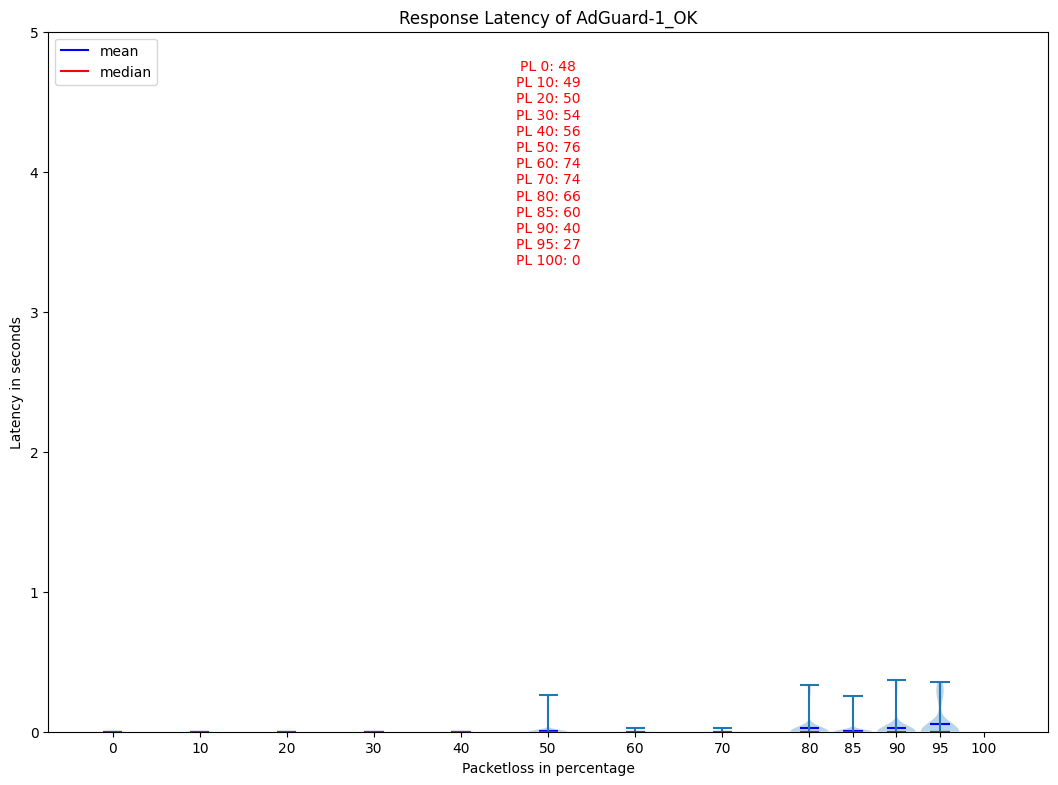 Response Latency of AdGuard-1_OK
5
mean
median
PL 0: 48
PL 10: 49
PL 20: 50
PL 30: 54
PL 40: 56
PL 50: 76
PL 60: 74
PL 70: 74
PL 80: 66
PL 85: 60
PL 90: 40
PL 95: 27
PL 100: 0
4
3
2
1
0
Latency in seconds
0 10 20 30 40 50 60 70 80 85 90 95 100
Packetloss in percentage